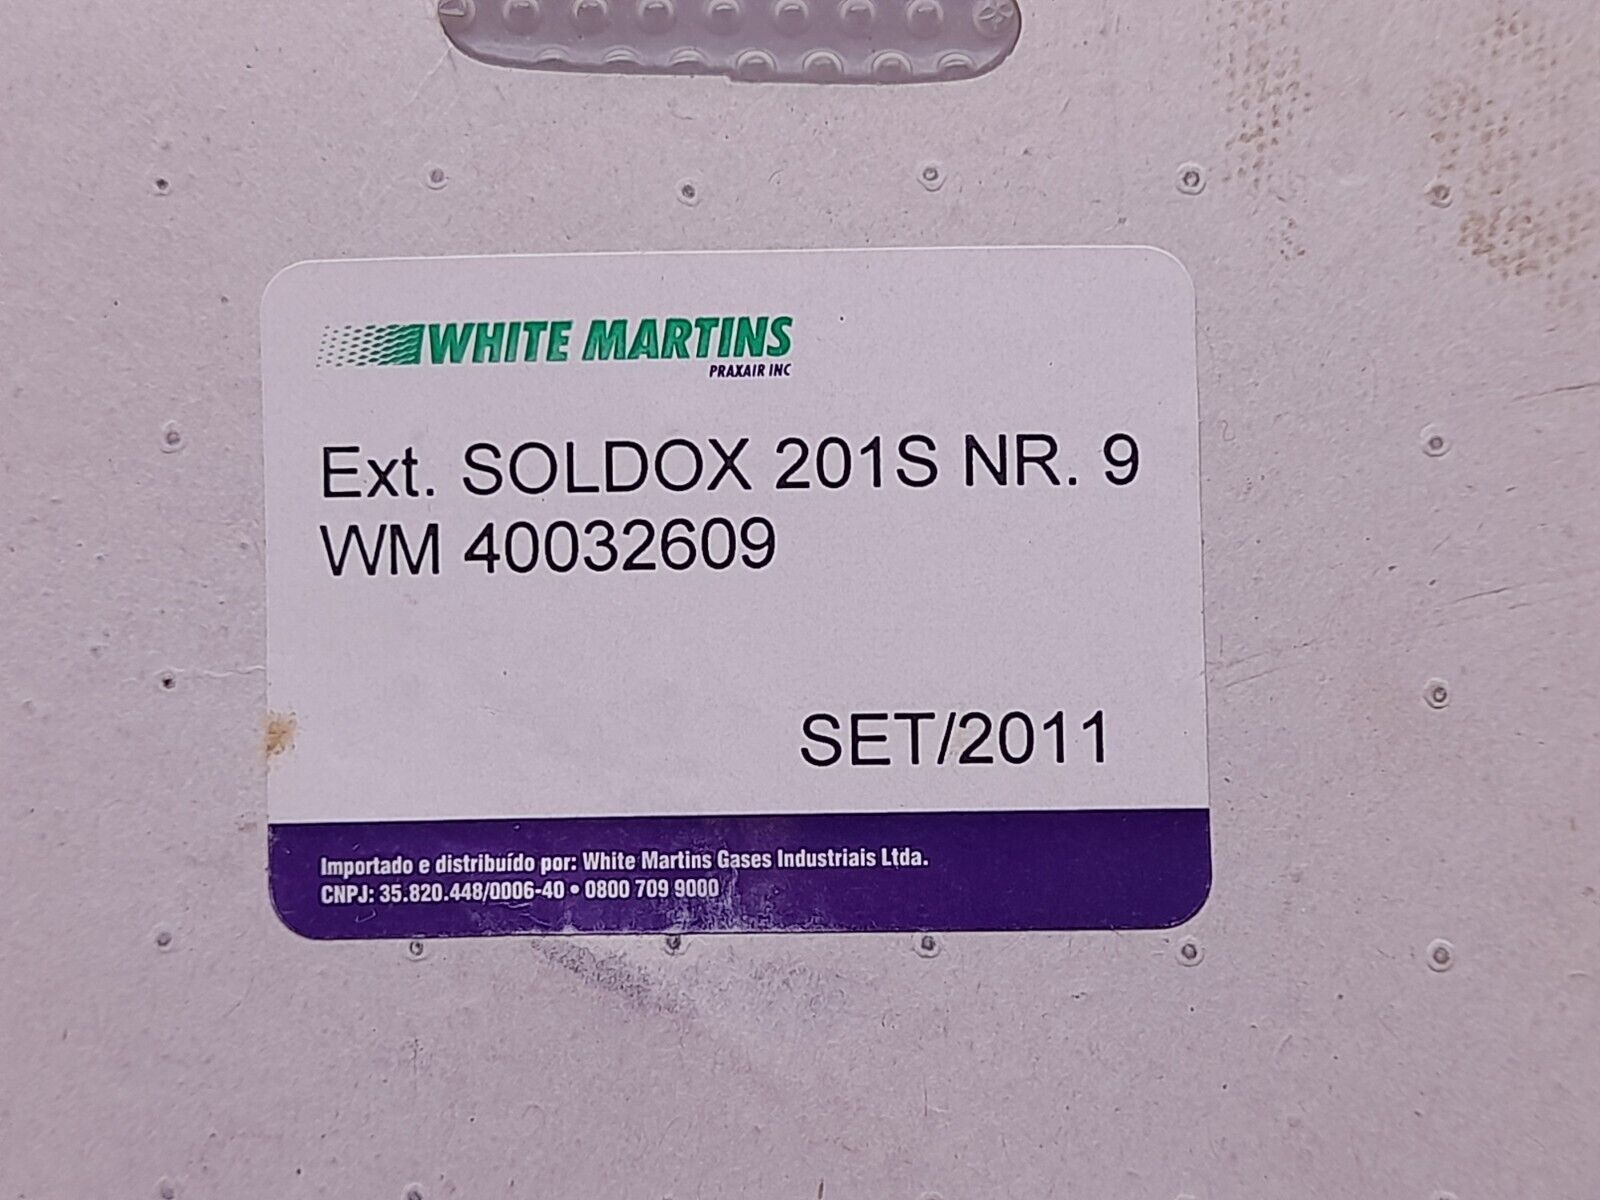 WHITE MARTINS
PRAXAIR INC
Ext. SOLDOX 201S NR. 9
WM 40032609
SET/2011
Importado e distribuído por: White Martins Gases Industriais Ltda.
CNPJ: 35.820.448/0006-40 • 0800 709 9000